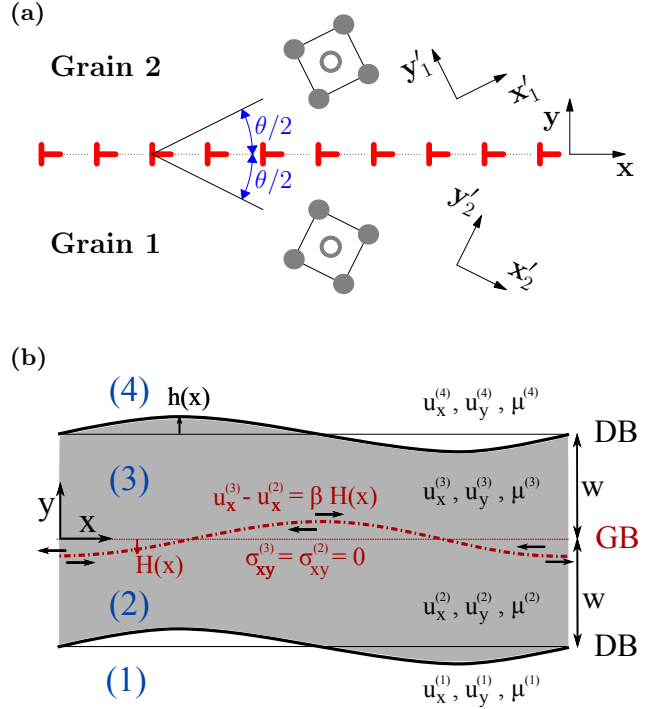 (a)
Grain 2
y′₁
x′₁
θ/2
y
x
θ/2
Grain 1
y′₂
x′₂
(b)
(4)
h(x)
u_x^(4), u_y^(4), μ^(4)
DB
(3)
u_x^(3) - u_x^(2) = β H(x)
u_x^(3), u_y^(3), μ^(3)
w
y
x
GB
H(x)
σ_xy^(3) = σ_xy^(2) = 0
(2)
u_x^(2), u_y^(2), μ^(2)
w
DB
(1)
u_x^(1), u_y^(1), μ^(1)